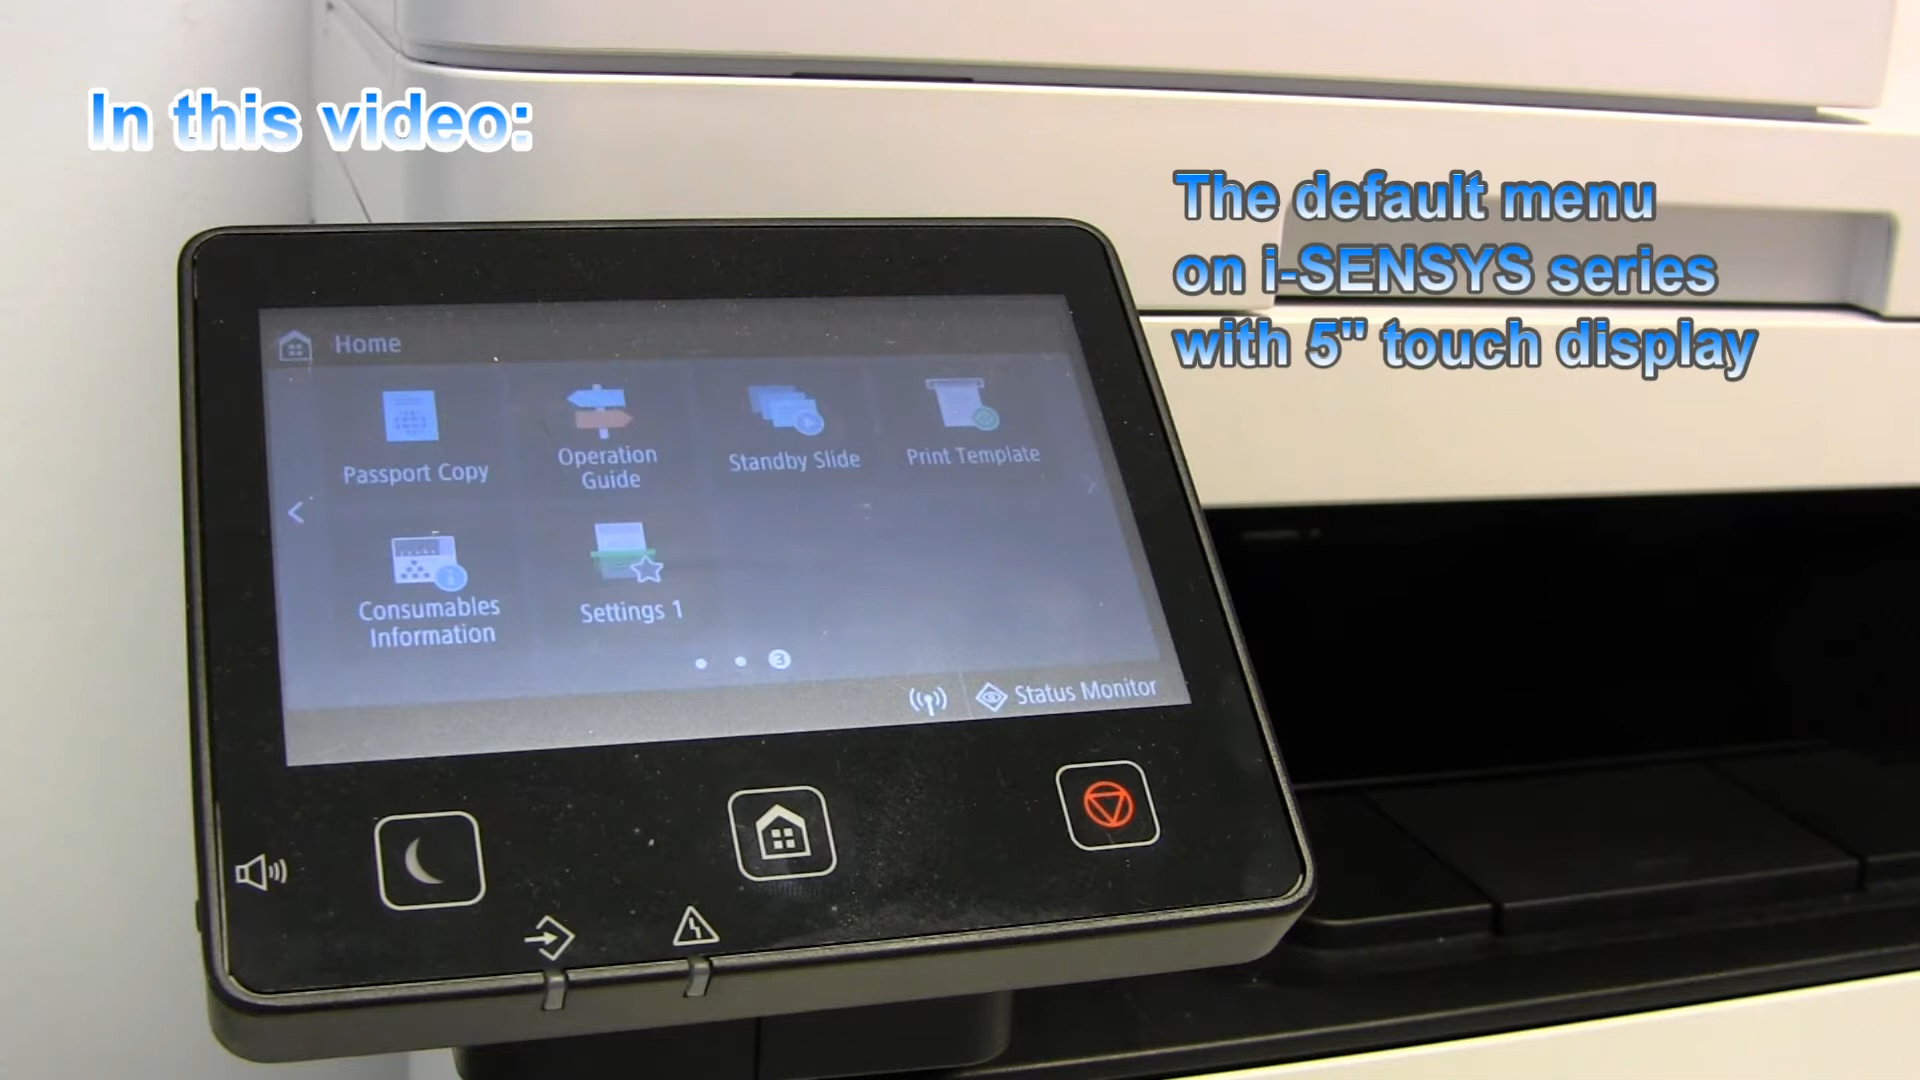 In this video:
The default menu
on i-SENSYS series
with 5" touch display
Home
Passport Copy
Operation
Guide
Standby Slide
Print Template
Consumables
Information
Settings 1
3
Status Monitor